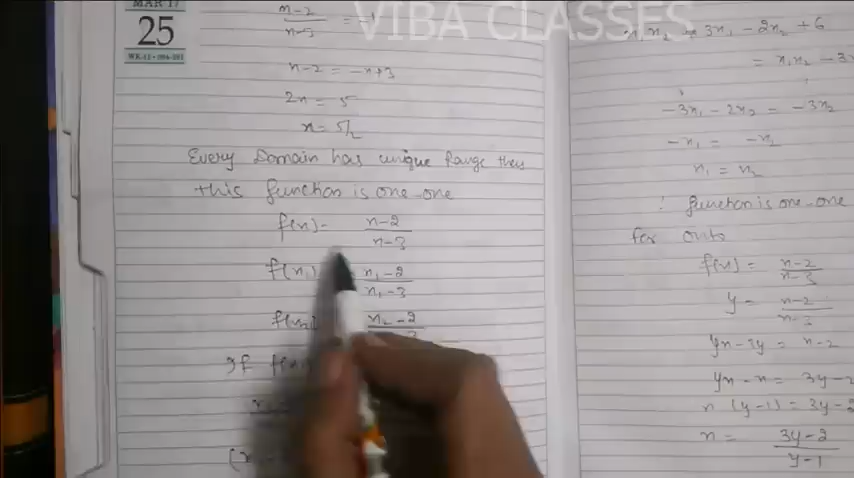 VIBA CLASSES
MAR 17
25
n-2/n-3 = -1
n-2 = -n+3
2n = 5
n = 5/2
Every Domain has unique Range then
this function is one-one
f(n) = n-2/n-3
f(n₁) = n₁-2/n₁-3
n₂-2
If
n₁n₂ - 3n₁ - 2n₂ + 6
= n₁n₂ - 3n
-3n₁ - 2n₂ = -3n₂
-n₁ = -n₂
n₁ = n₂
∴ function is one-one
for onto
f(n) = n-2/n-3
y = n-2/n-3
yn-3y = n-2
yn-n = 3y-2
n(y-1) = 3y-2
n = 3y-2/y-1